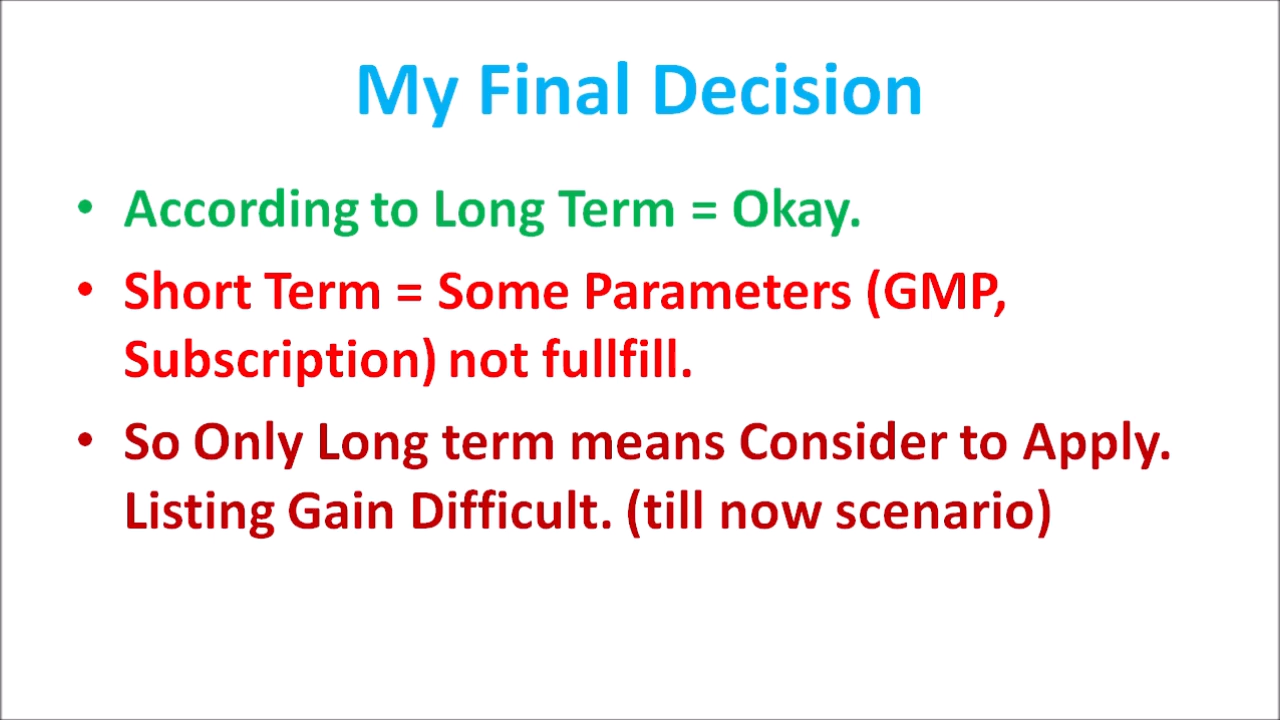 My Final Decision
• According to Long Term = Okay.
• Short Term = Some Parameters (GMP,
Subscription) not fullfill.
• So Only Long term means Consider to Apply.
Listing Gain Difficult. (till now scenario)